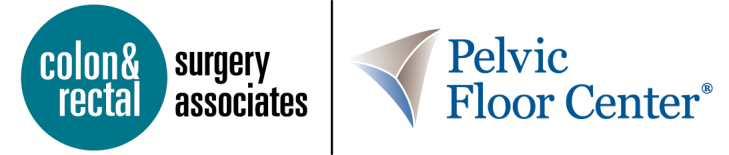 colon&
rectal
surgery
associates
Pelvic
Floor Center®